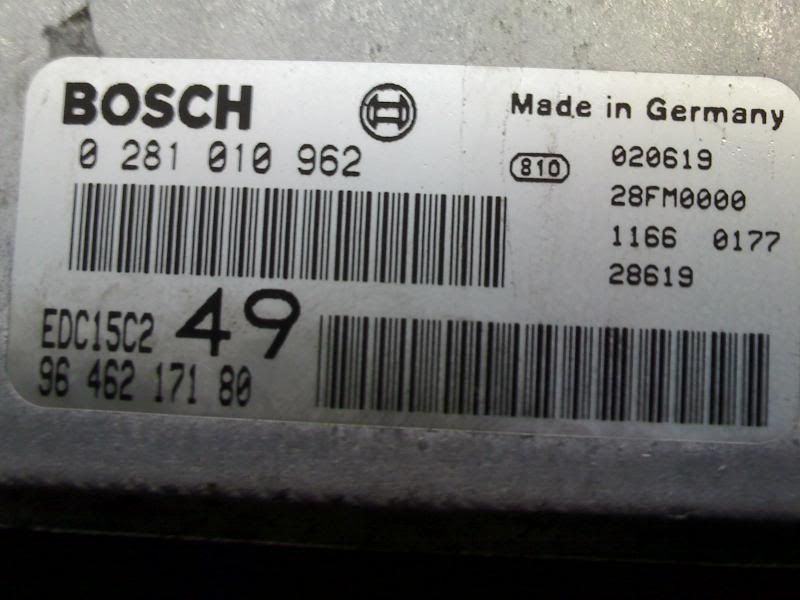 BOSCH
Made in Germany
0 281 010 962
810
020619
28FM0000
1166 0177
28619
EDC15C2 49
96 462 171 80